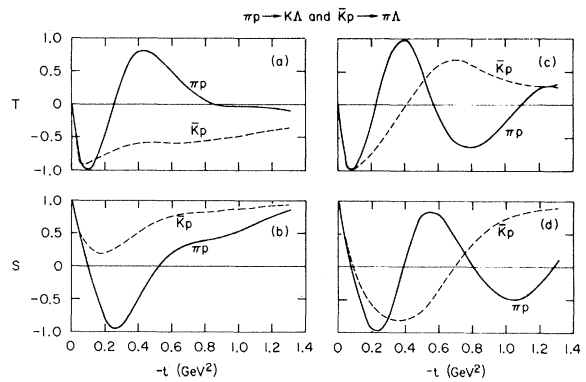 πp → KΛ and K̄p → πΛ
1.0
0.5
T 0
-0.5
-1.0
(a)
πp
K̄p
(c)
K̄p
πp
1.0
0.5
S 0
-0.5
-1.0
K̄p
(b)
πp
(d)
K̄p
πp
0 0.2 0.4 0.6 0.8 1.0 1.2 1.4
0 0.2 0.4 0.6 0.8 1.0 1.2 1.4
-t (GeV²)
-t (GeV²)